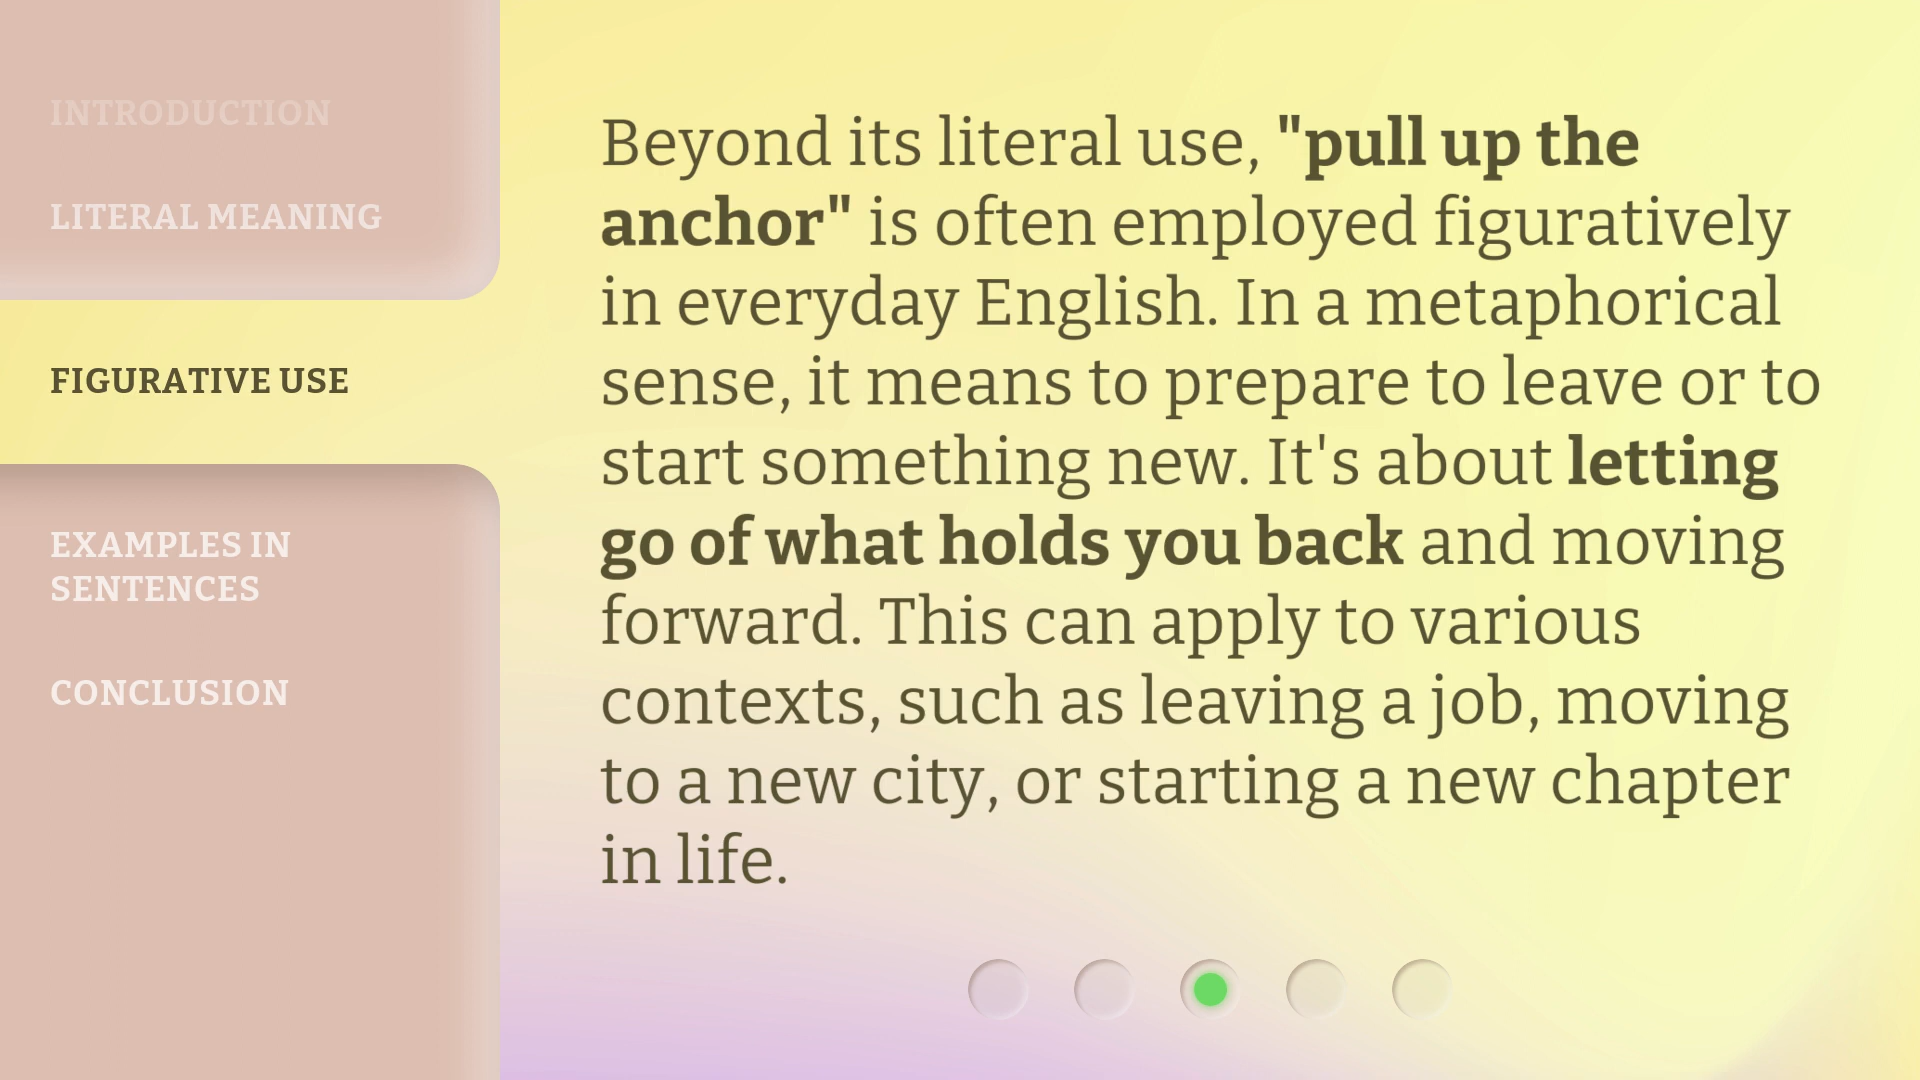 INTRODUCTION
LITERAL MEANING
FIGURATIVE USE
EXAMPLES IN
SENTENCES
CONCLUSION
Beyond its literal use, "pull up the
anchor" is often employed figuratively
in everyday English. In a metaphorical
sense, it means to prepare to leave or to
start something new. It's about letting
go of what holds you back and moving
forward. This can apply to various
contexts, such as leaving a job, moving
to a new city, or starting a new chapter
in life.